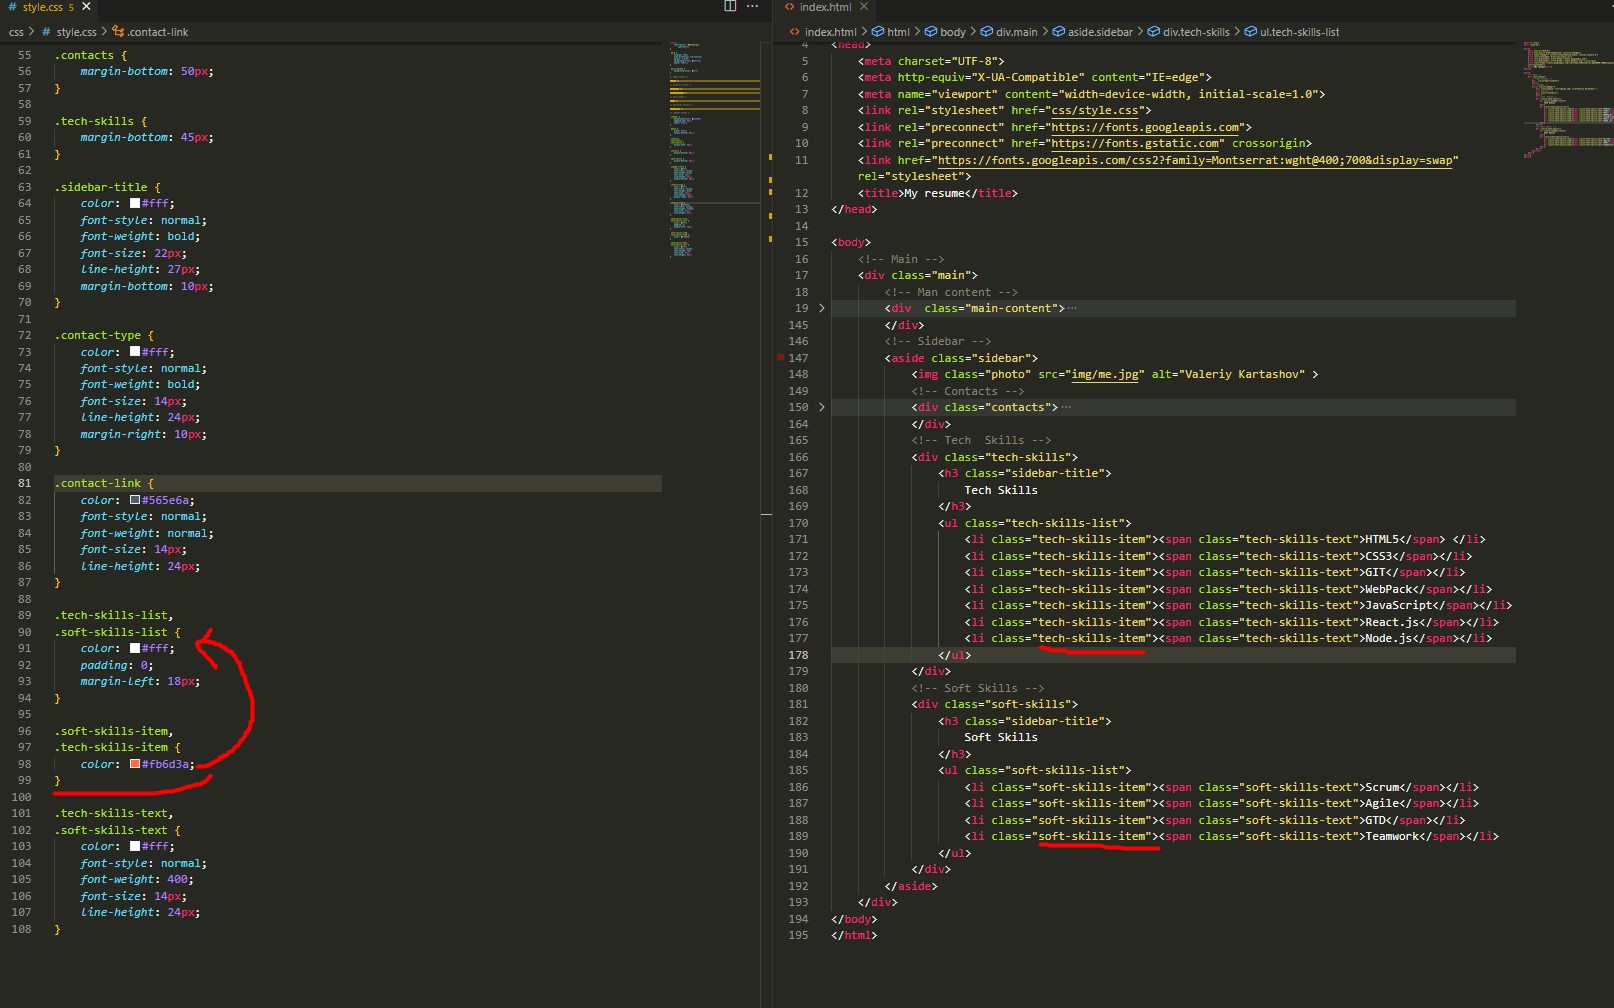 # style.css 5 ×
css > # style.css > .contact-link
55 .contacts {
56 margin-bottom: 50px;
57 }
58
59 .tech-skills {
60 margin-bottom: 45px;
61 }
62
63 .sidebar-title {
64 color: #fff;
65 font-style: normal;
66 font-weight: bold;
67 font-size: 22px;
68 line-height: 27px;
69 margin-bottom: 10px;
70 }
71
72 .contact-type {
73 color: #fff;
74 font-style: normal;
75 font-weight: bold;
76 font-size: 14px;
77 line-height: 24px;
78 margin-right: 10px;
79 }
80
81 .contact-link {
82 color: #565e6a;
83 font-style: normal;
84 font-weight: normal;
85 font-size: 14px;
86 line-height: 24px;
87 }
88
89 .tech-skills-list,
90 .soft-skills-list {
91 color: #fff;
92 padding: 0;
93 margin-left: 18px;
94 }
95
96 .soft-skills-item,
97 .tech-skills-item {
98 color: #fb6d3a;
99 }
100
101 .tech-skills-text,
102 .soft-skills-text {
103 color: #fff;
104 font-style: normal;
105 font-weight: 400;
106 font-size: 14px;
107 line-height: 24px;
108 }
<> index.html ×
<> index.html > html > body > div.main > aside.sidebar > div.tech-skills > ul.tech-skills-list
4 <head>
5 <meta charset="UTF-8">
6 <meta http-equiv="X-UA-Compatible" content="IE=edge">
7 <meta name="viewport" content="width=device-width, initial-scale=1.0">
8 <link rel="stylesheet" href="css/style.css">
9 <link rel="preconnect" href="https://fonts.googleapis.com">
10 <link rel="preconnect" href="https://fonts.gstatic.com" crossorigin>
11 <link href="https://fonts.googleapis.com/css2?family=Montserrat:wght@400;700&display=swap"
rel="stylesheet">
12 <title>My resume</title>
13 </head>
14
15 <body>
16 <!-- Main -->
17 <div class="main">
18 <!-- Man content -->
19 <div  class="main-content">⋯
145 </div>
146 <!-- Sidebar -->
147 <aside class="sidebar">
148 <img class="photo" src="img/me.jpg" alt="Valeriy Kartashov" >
149 <!-- Contacts -->
150 <div class="contacts">⋯
164 </div>
165 <!-- Tech  Skills -->
166 <div class="tech-skills">
167 <h3 class="sidebar-title">
168 Tech Skills
169 </h3>
170 <ul class="tech-skills-list">
171 <li class="tech-skills-item"><span class="tech-skills-text">HTML5</span> </li>
172 <li class="tech-skills-item"><span class="tech-skills-text">CSS3</span></li>
173 <li class="tech-skills-item"><span class="tech-skills-text">GIT</span></li>
174 <li class="tech-skills-item"><span class="tech-skills-text">WebPack</span></li>
175 <li class="tech-skills-item"><span class="tech-skills-text">JavaScript</span></li>
176 <li class="tech-skills-item"><span class="tech-skills-text">React.js</span></li>
177 <li class="tech-skills-item"><span class="tech-skills-text">Node.js</span></li>
178 </ul>
179 </div>
180 <!-- Soft Skills -->
181 <div class="soft-skills">
182 <h3 class="sidebar-title">
183 Soft Skills
184 </h3>
185 <ul class="soft-skills-list">
186 <li class="soft-skills-item"><span class="soft-skills-text">Scrum</span></li>
187 <li class="soft-skills-item"><span class="soft-skills-text">Agile</span></li>
188 <li class="soft-skills-item"><span class="soft-skills-text">GTD</span></li>
189 <li class="soft-skills-item"><span class="soft-skills-text">Teamwork</span></li>
190 </ul>
191 </div>
192 </aside>
193 </div>
194 </body>
195 </html>